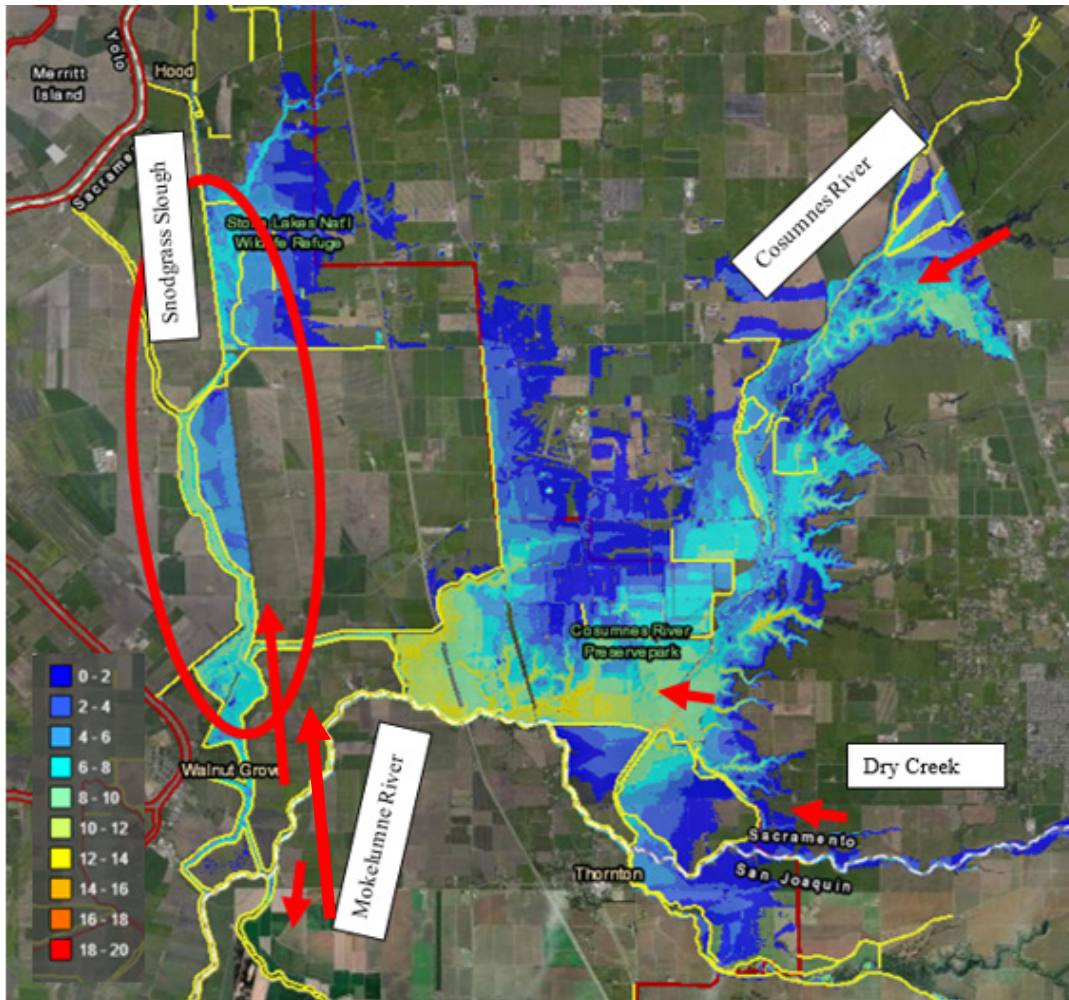 Yolo
Merritt
Island
Hood
Sacrame
Snodgrass Slough
Stone Lakes Nat'l
Wildlife Refuge
Cosumnes River
Cosumnes River
Preservepark
0 - 2
2 - 4
4 - 6
6 - 8
8 - 10
10 - 12
12 - 14
14 - 16
16 - 18
18 - 20
Walnut Grove
Mokelumne River
Dry Creek
Sacramento
San Joaquin
Thornton